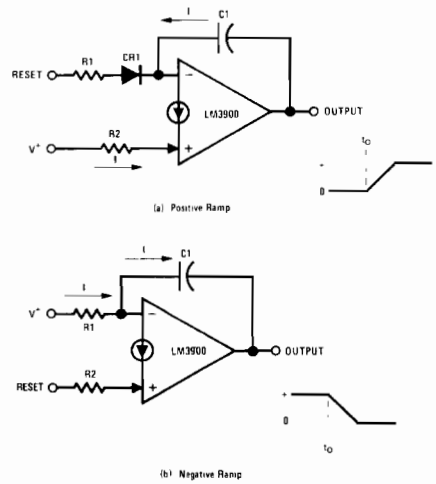 I
C1
R1
CR1
RESET
−
LM3900
OUTPUT
V+
R2
I
+
to
+
0
(a) Positive Ramp
I
C1
I
V+
R1
−
LM3900
OUTPUT
RESET
R2
+
+
0
to
(b) Negative Ramp